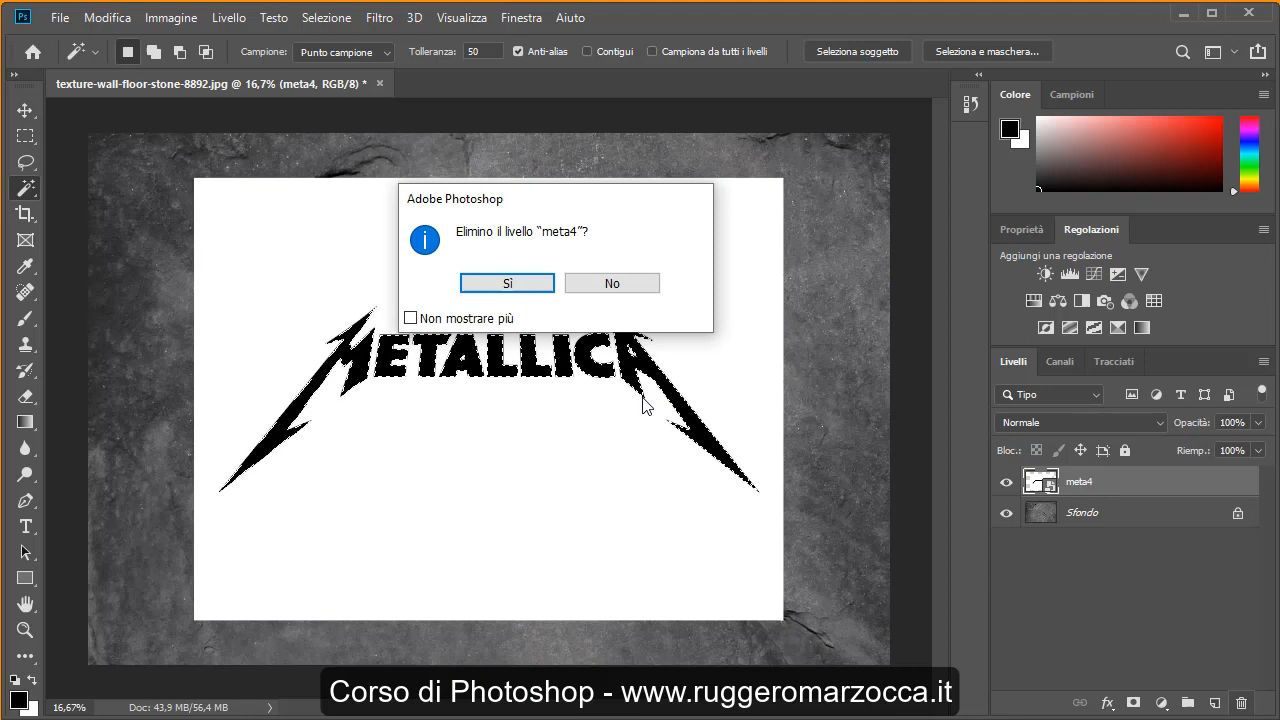 Ps File Modifica Immagine Livello Testo Selezione Filtro 3D Visualizza Finestra Aiuto
Campione: Punto campione Tolleranza: 50 Anti-alias Contigui Campiona da tutti i livelli Seleziona soggetto Seleziona e maschera...
texture-wall-floor-stone-8892.jpg @ 16,7% (meta4, RGB/8) *
Colore Campioni
Adobe Photoshop
Elimino il livello “meta4”?
Sì No
Non mostrare più
METALLICA
Proprietà Regolazioni
Aggiungi una regolazione
Livelli Canali Tracciati
Tipo
Normale Opacità: 100%
Bloc.: Riemp.: 100%
meta4
Sfondo
fx
Corso di Photoshop - www.ruggeromarzocca.it
16,67% Doc: 43,9 MB/56,4 MB